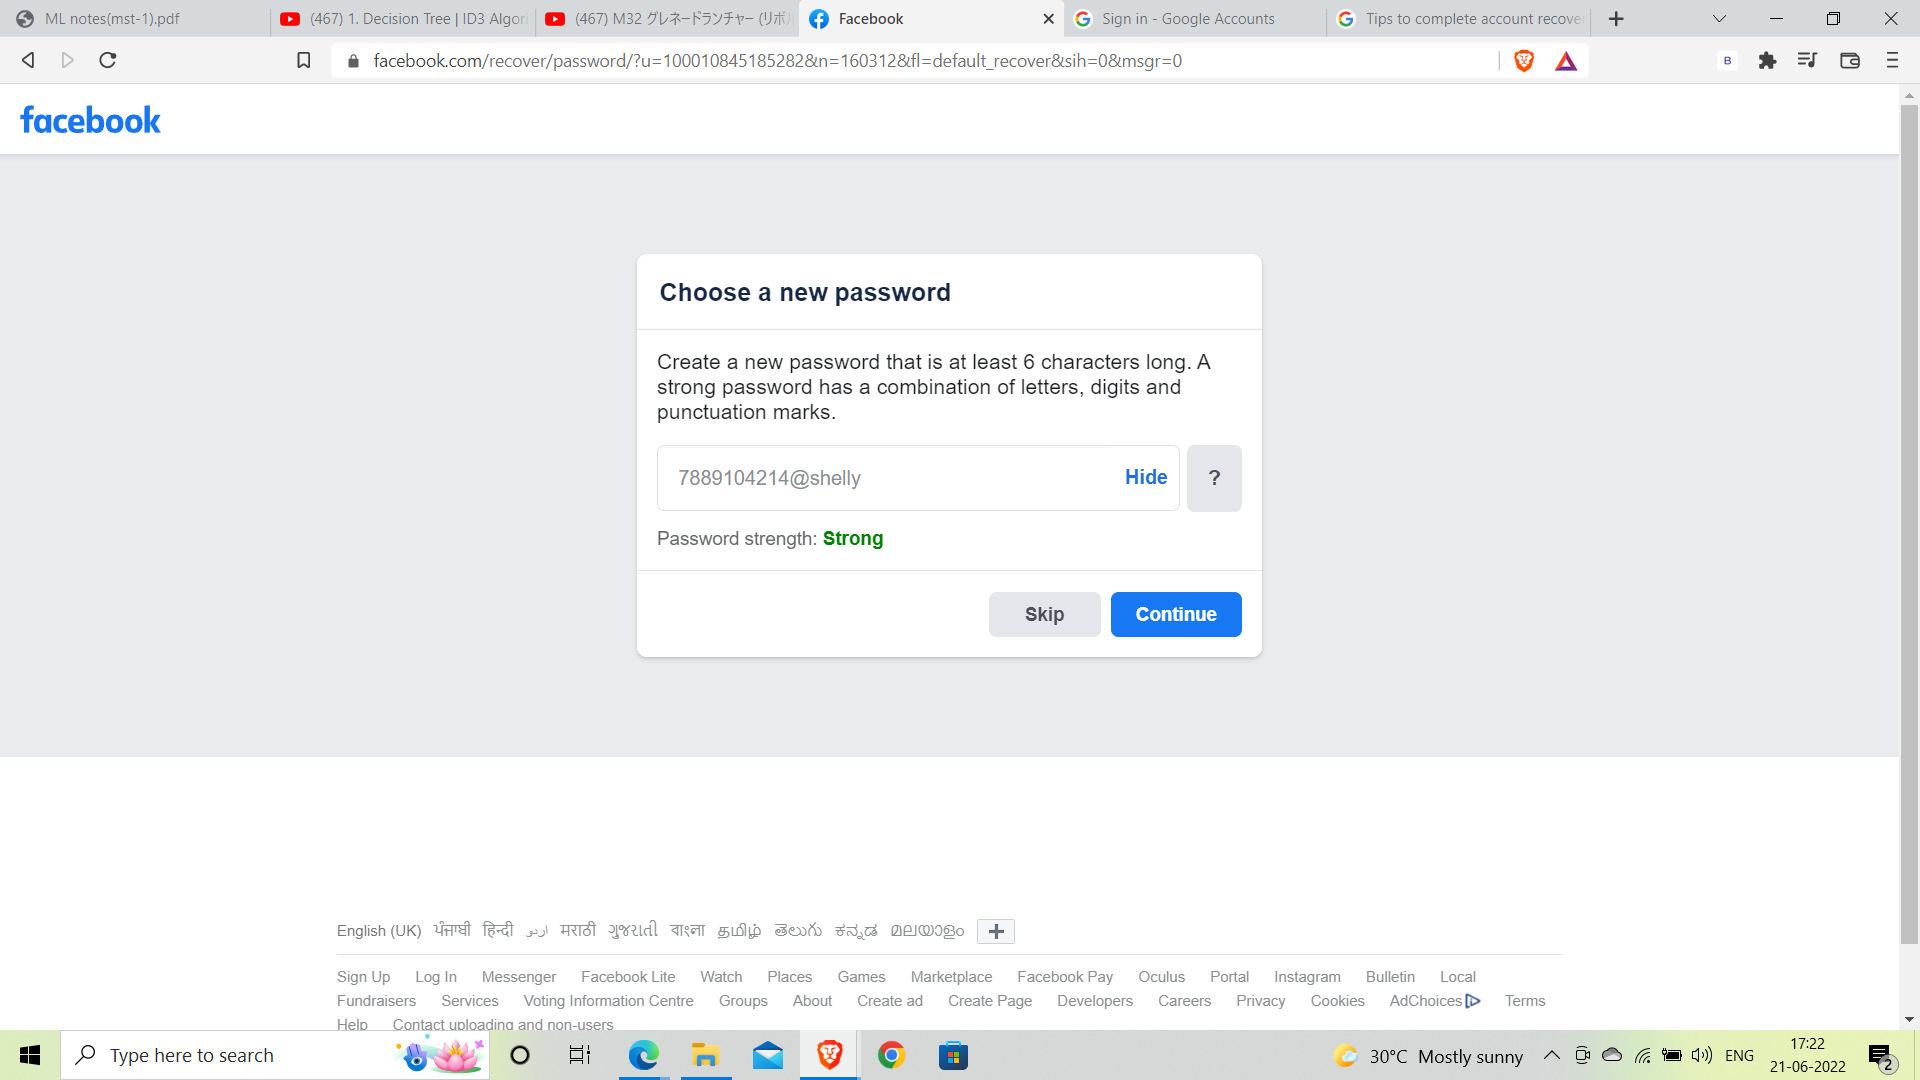 ML notes(mst-1).pdf
(467) 1. Decision Tree | ID3 Algori
(467) M32 グレネードランチャー (リボル
Facebook
Sign in - Google Accounts
Tips to complete account recove
facebook.com/recover/password/?u=100010845185282&n=160312&fl=default_recover&sih=0&msgr=0
B
facebook
Choose a new password
Create a new password that is at least 6 characters long. A
strong password has a combination of letters, digits and
punctuation marks.
7889104214@shelly Hide ?
Password strength: Strong
Skip Continue
English (UK) ਪੰਜਾਬੀ हिन्दी اردو मराठी ગુજરાતી বাংলা தமிழ் తెలుగు ಕನ್ನಡ മലയാളം
Sign Up Log In Messenger Facebook Lite Watch Places Games Marketplace Facebook Pay Oculus Portal Instagram Bulletin Local
Fundraisers Services Voting Information Centre Groups About Create ad Create Page Developers Careers Privacy Cookies AdChoices Terms
Help Contact uploading and non-users
Type here to search
30°C Mostly sunny
ENG
17:22
21-06-2022
2